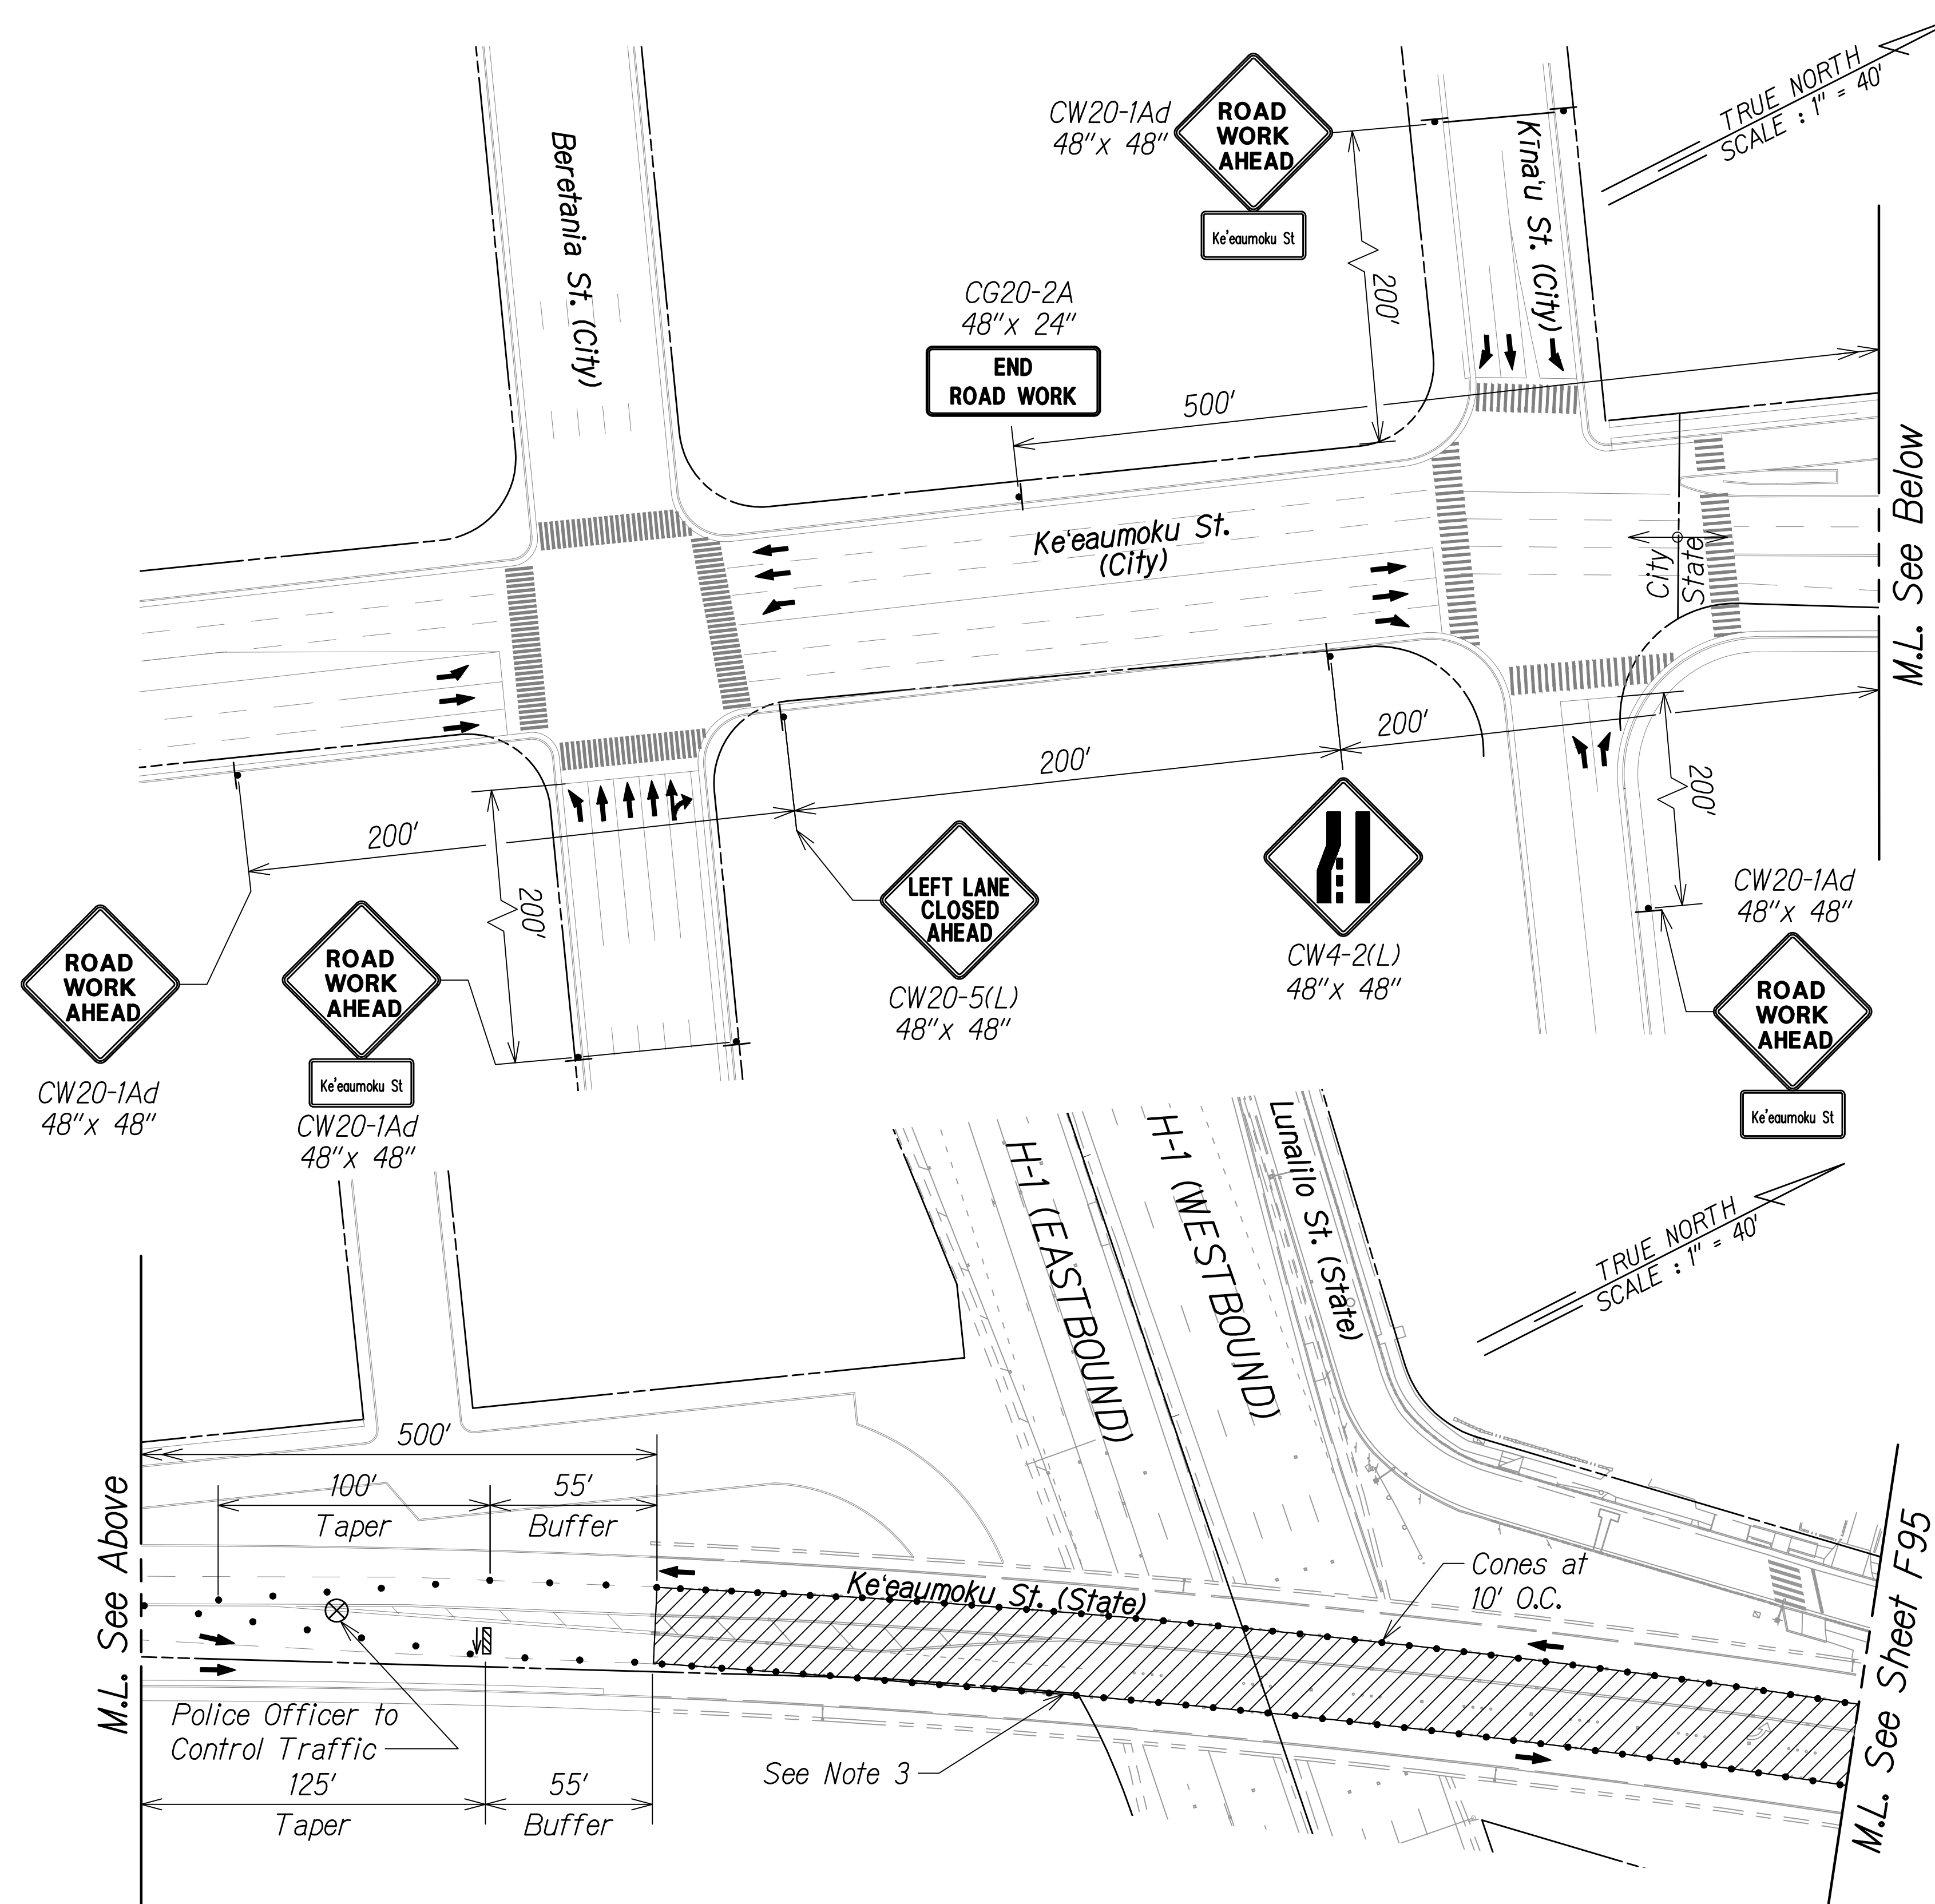 TRUE NORTH
SCALE : 1" = 40'
CW20-1Ad
48"x 48"
ROAD
WORK
AHEAD
Ke'eaumoku St
Kīna'u St. (City)
Beretania St. (City)
200'
CG20-2A
48"x 24"
END
ROAD WORK
500'
Ke'eaumoku St.
(City)
City
State
M.L. See Below
200'
200'
200'
200'
200'
LEFT LANE
CLOSED
AHEAD
CW20-5(L)
48"x 48"
CW4-2(L)
48"x 48"
CW20-1Ad
48"x 48"
ROAD
WORK
AHEAD
Ke'eaumoku St
ROAD
WORK
AHEAD
CW20-1Ad
48"x 48"
ROAD
WORK
AHEAD
Ke'eaumoku St
CW20-1Ad
48"x 48"
H-1 (EASTBOUND)
H-1 (WESTBOUND)
Lunalilo St. (State)
TRUE NORTH
SCALE : 1" = 40'
M.L. See Above
500'
100'
Taper
55'
Buffer
Ke'eaumoku St. (State)
Cones at
10' O.C.
Police Officer to
Control Traffic
125'
Taper
55'
Buffer
See Note 3
M.L. See Sheet F95